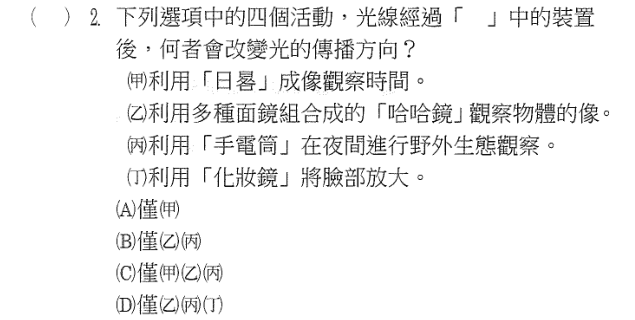 （　）2. 下列選項中的四個活動，光線經過「　」中的裝置
後，何者會改變光的傳播方向？
㈙利用「日晷」成像觀察時間。
㈚利用多種面鏡組合成的「哈哈鏡」觀察物體的像。
㈛利用「手電筒」在夜間進行野外生態觀察。
㈜利用「化妝鏡」將臉部放大。
(A)僅(甲)
(B)僅(乙)(丙)
(C)僅(甲)(乙)(丙)
(D)僅(乙)(丙)(丁)